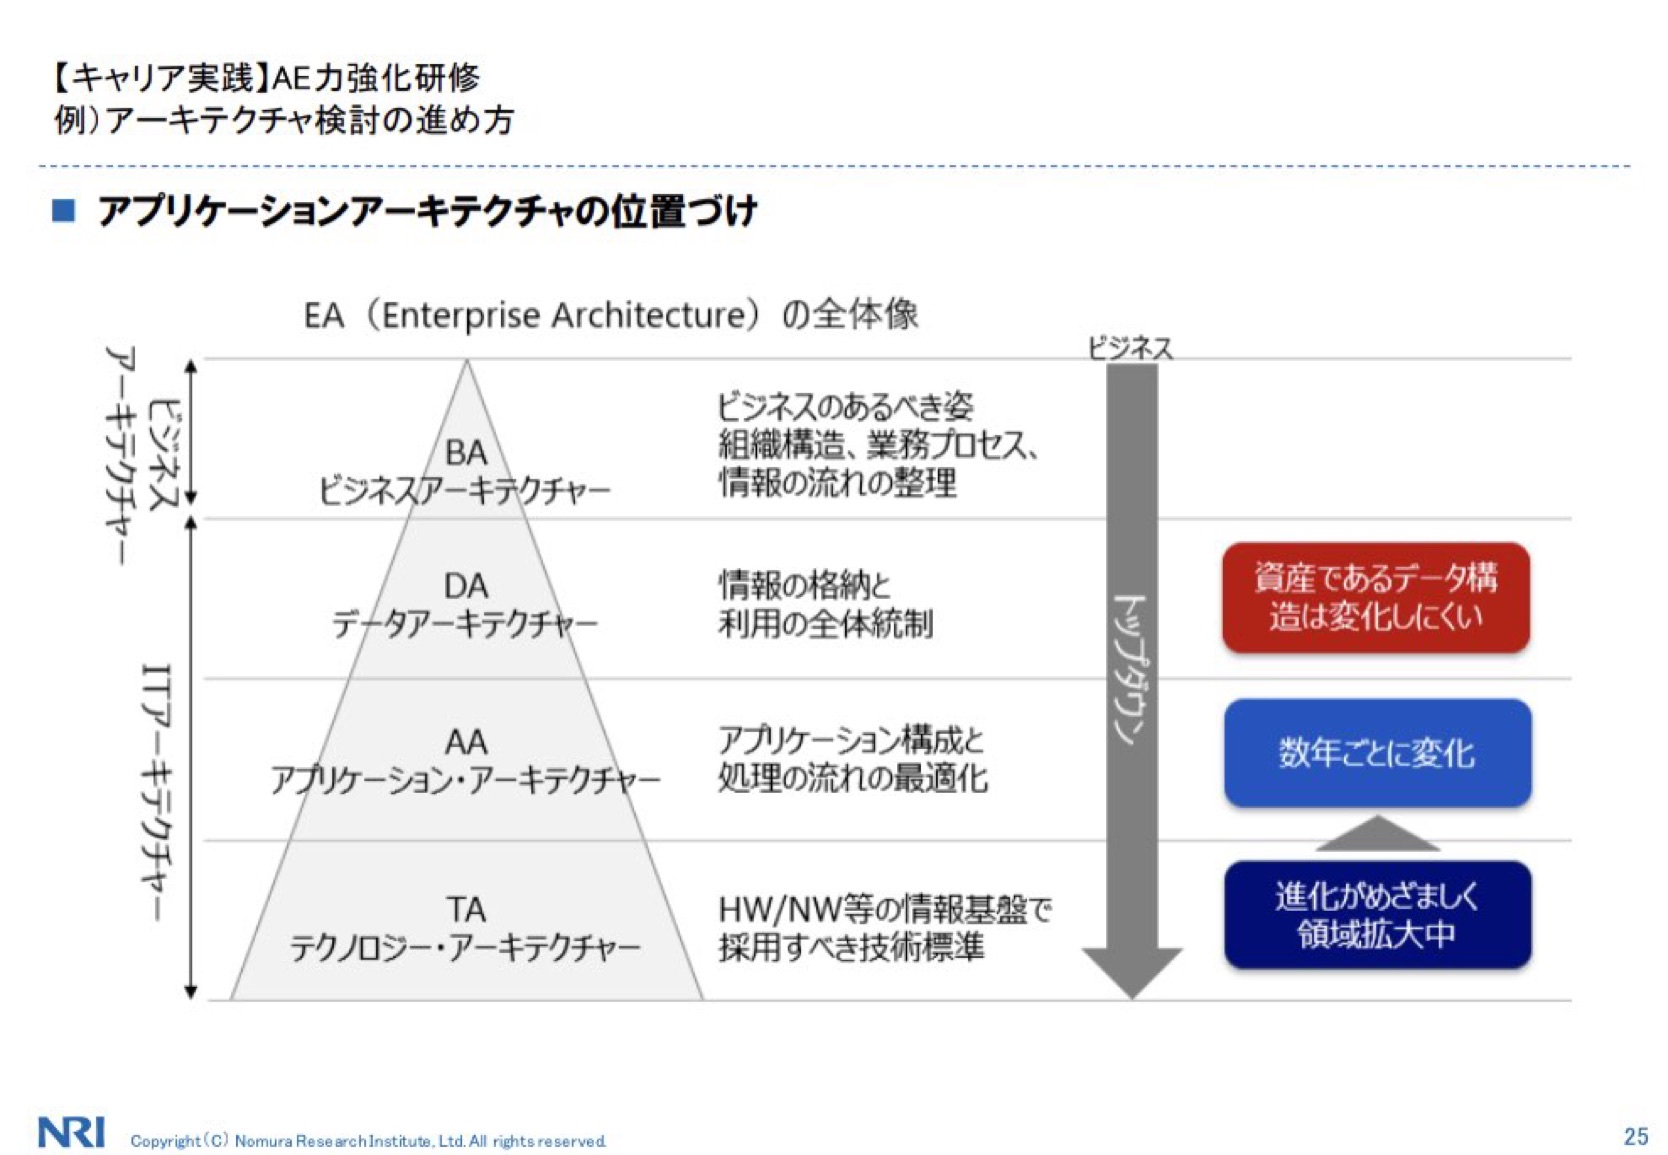 【キャリア実践】AE力強化研修
例）アーキテクチャ検討の進め方
■ アプリケーションアーキテクチャの位置づけ
EA（Enterprise Architecture）の全体像
ビジネス
アーキテクチャー
ITアーキテクチャー
BA
ビジネスアーキテクチャー
ビジネスのあるべき姿
組織構造、業務プロセス、
情報の流れの整理
DA
データアーキテクチャー
情報の格納と
利用の全体統制
AA
アプリケーション・アーキテクチャー
アプリケーション構成と
処理の流れの最適化
TA
テクノロジー・アーキテクチャー
HW/NW等の情報基盤で
採用すべき技術標準
ビジネス
トップダウン
資産であるデータ構
造は変化しにくい
数年ごとに変化
進化がめざましく
領域拡大中
NRI
Copyright（C） Nomura Research Institute, Ltd. All rights reserved.
25